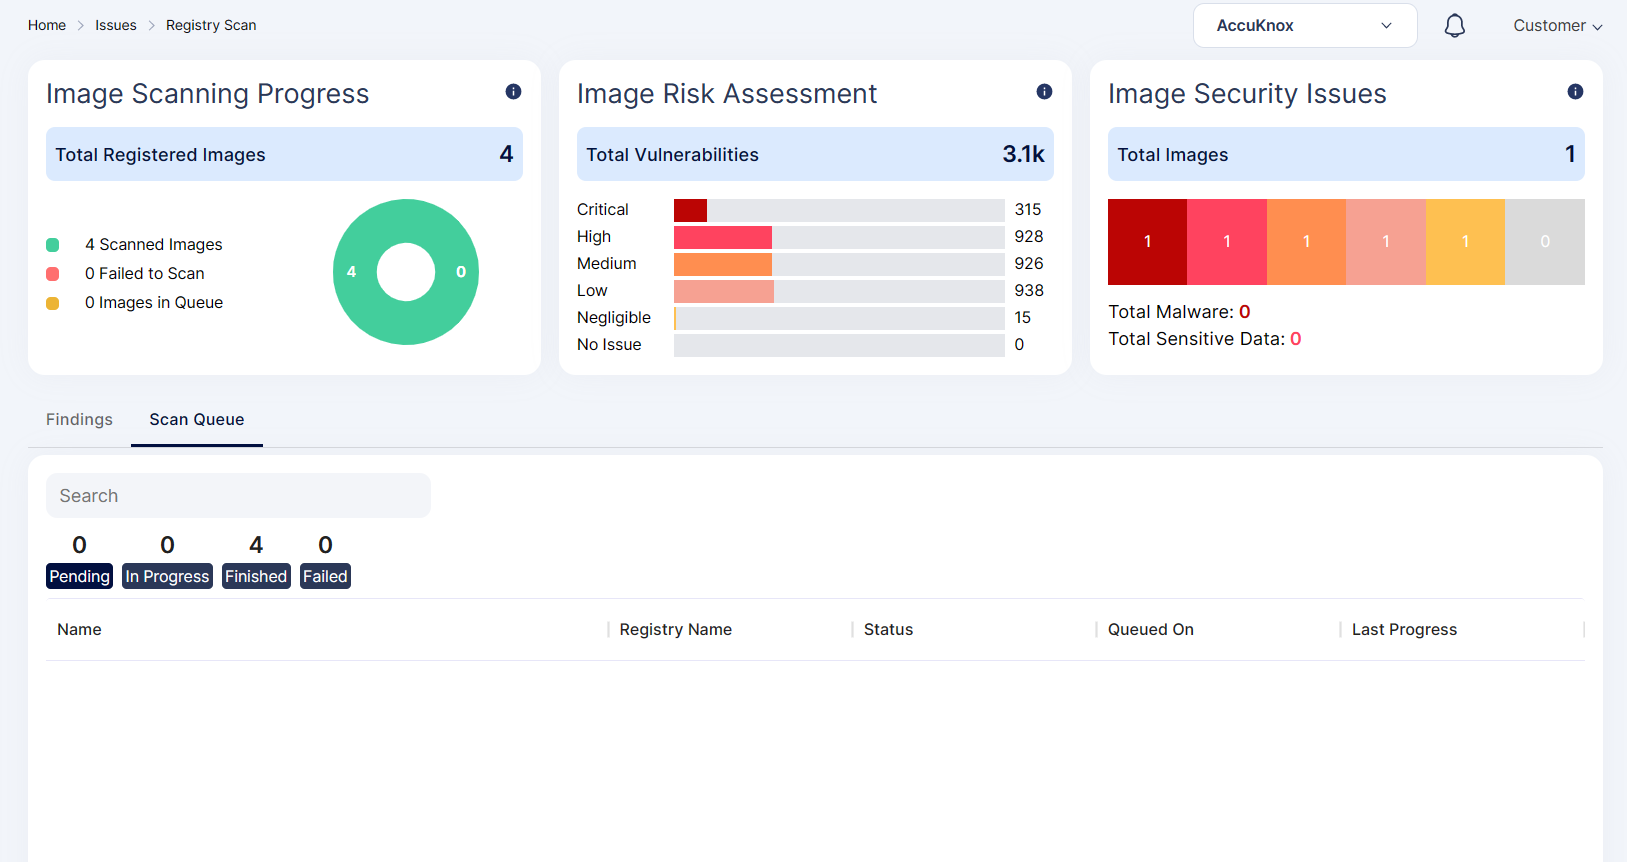 Home > Issues > Registry Scan
AccuKnox
Customer
Image Scanning Progress
Total Registered Images 4
4 Scanned Images
0 Failed to Scan
0 Images in Queue
4 0
Image Risk Assessment
Total Vulnerabilities 3.1k
Critical 315
High 928
Medium 926
Low 938
Negligible 15
No Issue 0
Image Security Issues
Total Images 1
1 1 1 1 1 0
Total Malware: 0
Total Sensitive Data: 0
Findings Scan Queue
Search
0 0 4 0
Pending In Progress Finished Failed
Name Registry Name Status Queued On Last Progress